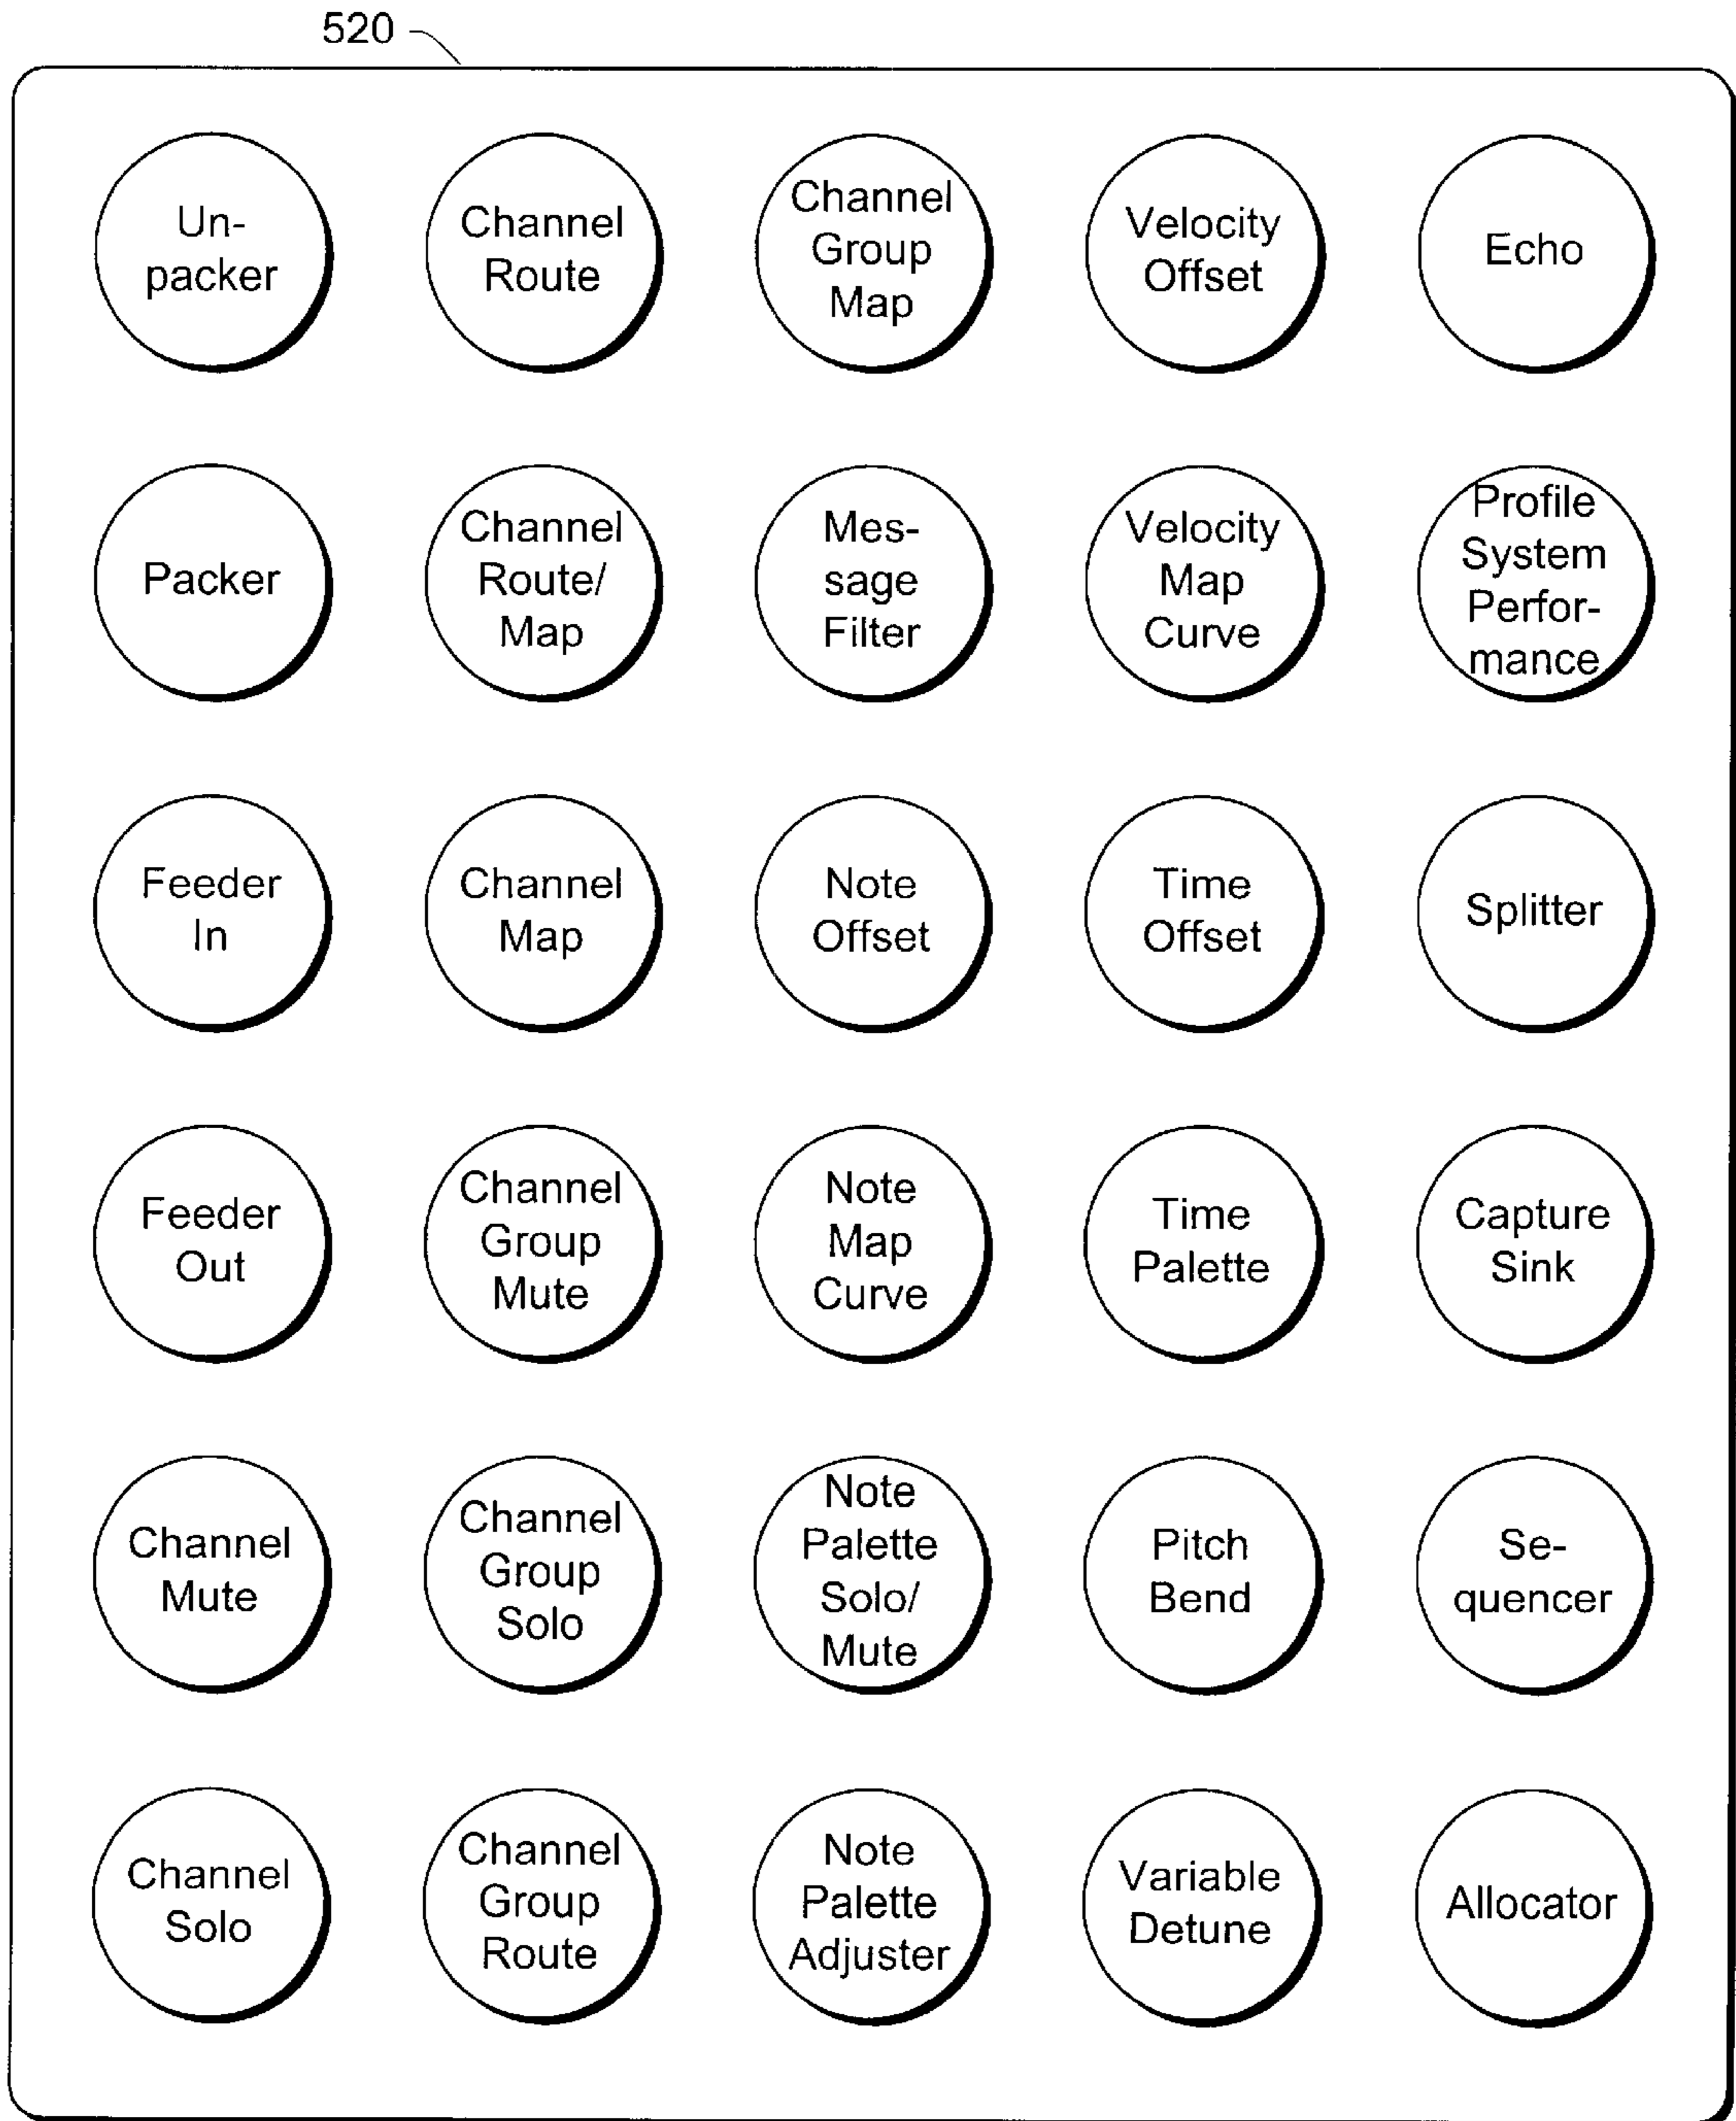 520
Un-
packer
Channel
Route
Channel
Group
Map
Velocity
Offset
Echo
Packer
Channel
Route/
Map
Mes-
sage
Filter
Velocity
Map
Curve
Profile
System
Perfor-
mance
Feeder
In
Channel
Map
Note
Offset
Time
Offset
Splitter
Feeder
Out
Channel
Group
Mute
Note
Map
Curve
Time
Palette
Capture
Sink
Channel
Mute
Channel
Group
Solo
Note
Palette
Solo/
Mute
Pitch
Bend
Se-
quencer
Channel
Solo
Channel
Group
Route
Note
Palette
Adjuster
Variable
Detune
Allocator